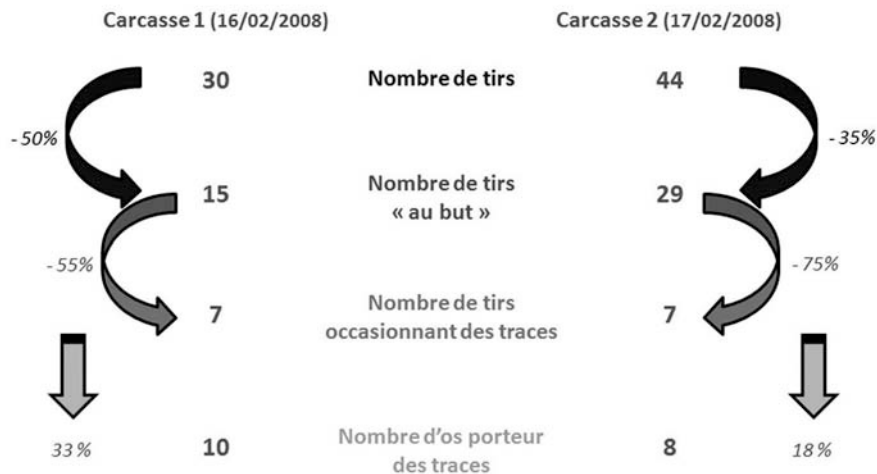 Carcasse 1 (16/02/2008) Carcasse 2 (17/02/2008)
30 Nombre de tirs 44
- 50% - 35%
15 Nombre de tirs 29
« au but »
- 55% - 75%
7 Nombre de tirs 7
occasionnant des traces
33 % 10 Nombre d'os porteur 8 18 %
des traces